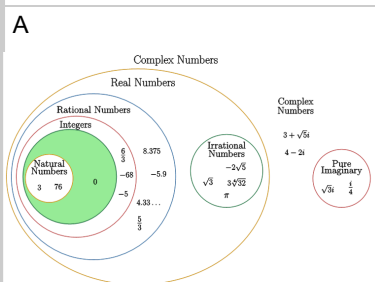 A
Complex Numbers
Real Numbers
Rational Numbers
Integers
Natural
Numbers
3 76
0
6/3
-68
-5
8.375
-5.9
4.33...
5/3
Irrational
Numbers
-2√5
√3 3∜32
π
Complex
Numbers
3 + √5i
4 - 2i
Pure
Imaginary
√3i i/4